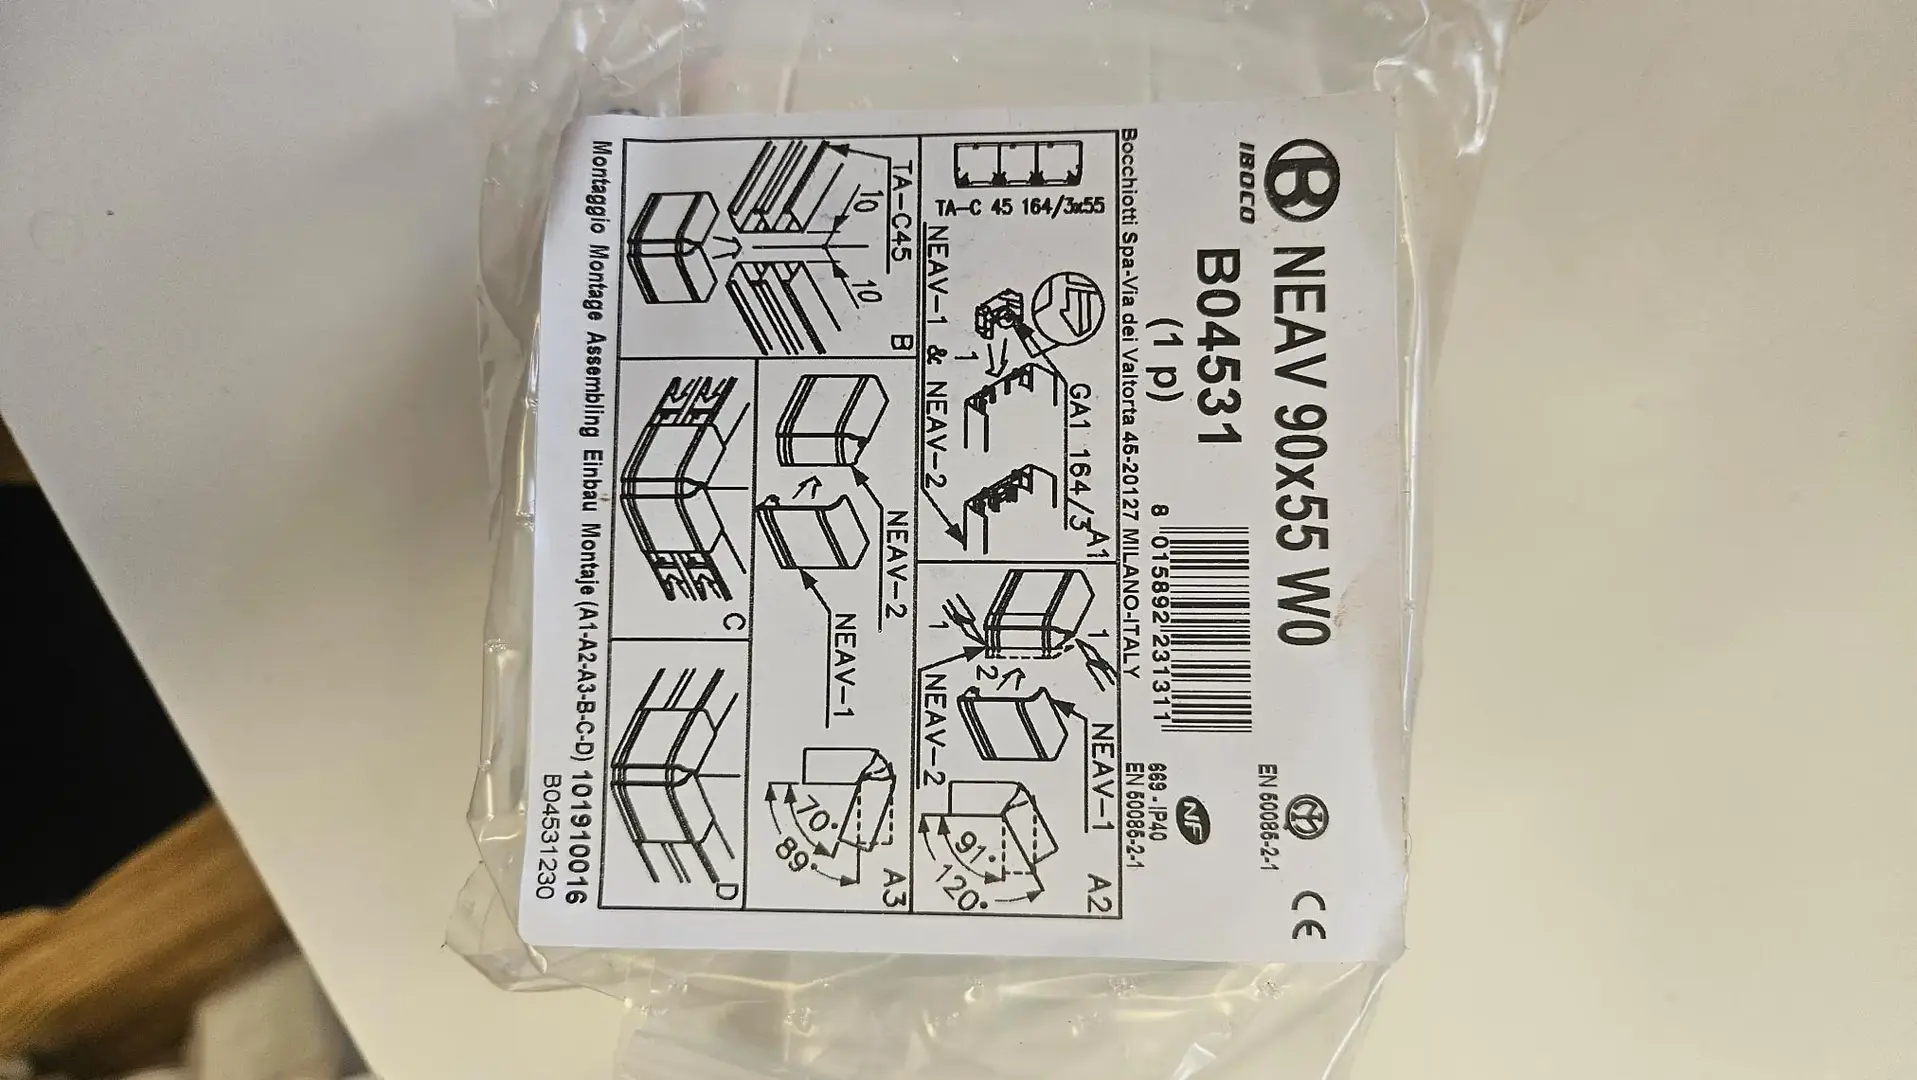 B NEAV 90x55 W0
IBOCO
B04531
(1 p)
8 015892 231311
EN 50085-2-1
CE
NF
669 - IP40
EN 50085-2-1
Bocchiotti Spa-Via dei Valtorta 45-20127 MILANO-ITALY
TA-C 45 164/3x55
GA1 164/3
A1
1
NEAV-1 & NEAV-2
NEAV-1
A2
1
1
2
NEAV-2
91°
120°
TA-C45
10
10
B
NEAV-2
NEAV-1
A3
70°
89°
C
D
Montaggio Montage Assembling Einbau Montaje (A1-A2-A3-B-C-D) 101910016
B04531230